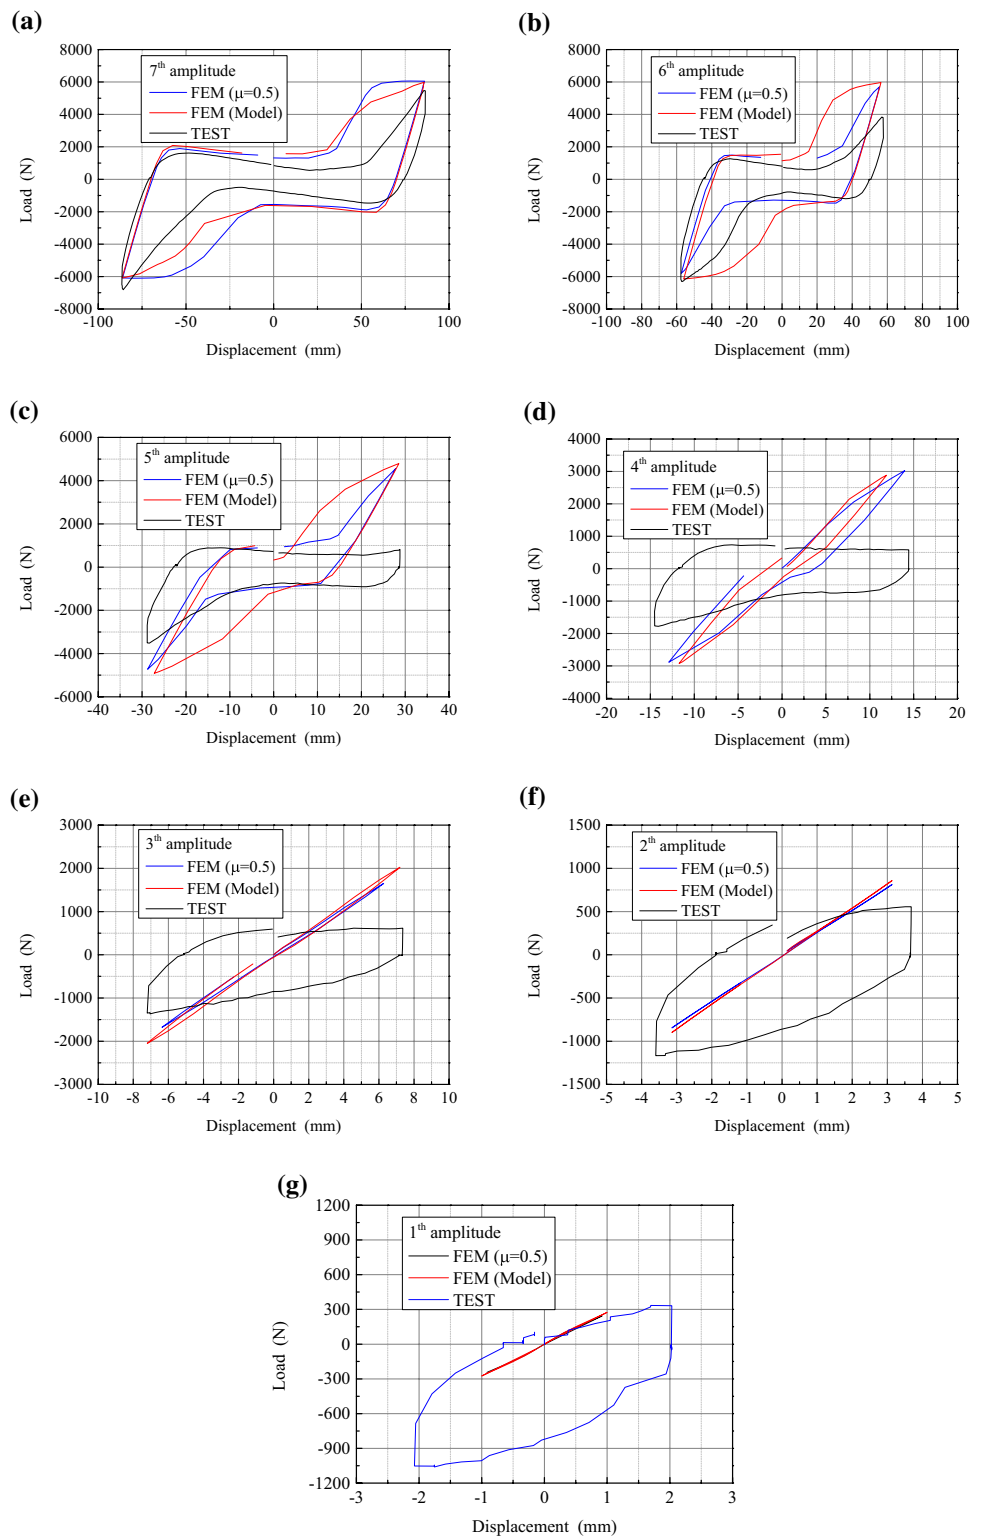 (a)
8000
6000
4000
2000
0
-2000
-4000
-6000
-8000
Load (N)
7th amplitude
FEM (μ=0.5)
FEM (Model)
TEST
-100 -50 0 50 100
Displacement (mm)
(b)
8000
6000
4000
2000
0
-2000
-4000
-6000
-8000
Load (N)
6th amplitude
FEM (μ=0.5)
FEM (Model)
TEST
-100 -80 -60 -40 -20 0 20 40 60 80 100
Displacement (mm)
(c)
6000
4000
2000
0
-2000
-4000
-6000
Load (N)
5th amplitude
FEM (μ=0.5)
FEM (Model)
TEST
-40 -30 -20 -10 0 10 20 30 40
Displacement (mm)
(d)
4000
3000
2000
1000
0
-1000
-2000
-3000
-4000
Load (N)
4th amplitude
FEM (μ=0.5)
FEM (Model)
TEST
-20 -15 -10 -5 0 5 10 15 20
Displacement (mm)
(e)
3000
2000
1000
0
-1000
-2000
-3000
Load (N)
3th amplitude
FEM (μ=0.5)
FEM (Model)
TEST
-10 -8 -6 -4 -2 0 2 4 6 8 10
Displacement (mm)
(f)
1500
1000
500
0
-500
-1000
-1500
Load (N)
2th amplitude
FEM (μ=0.5)
FEM (Model)
TEST
-5 -4 -3 -2 -1 0 1 2 3 4 5
Displacement (mm)
(g)
1200
900
600
300
0
-300
-600
-900
-1200
Load (N)
1th amplitude
FEM (μ=0.5)
FEM (Model)
TEST
-3 -2 -1 0 1 2 3
Displacement (mm)